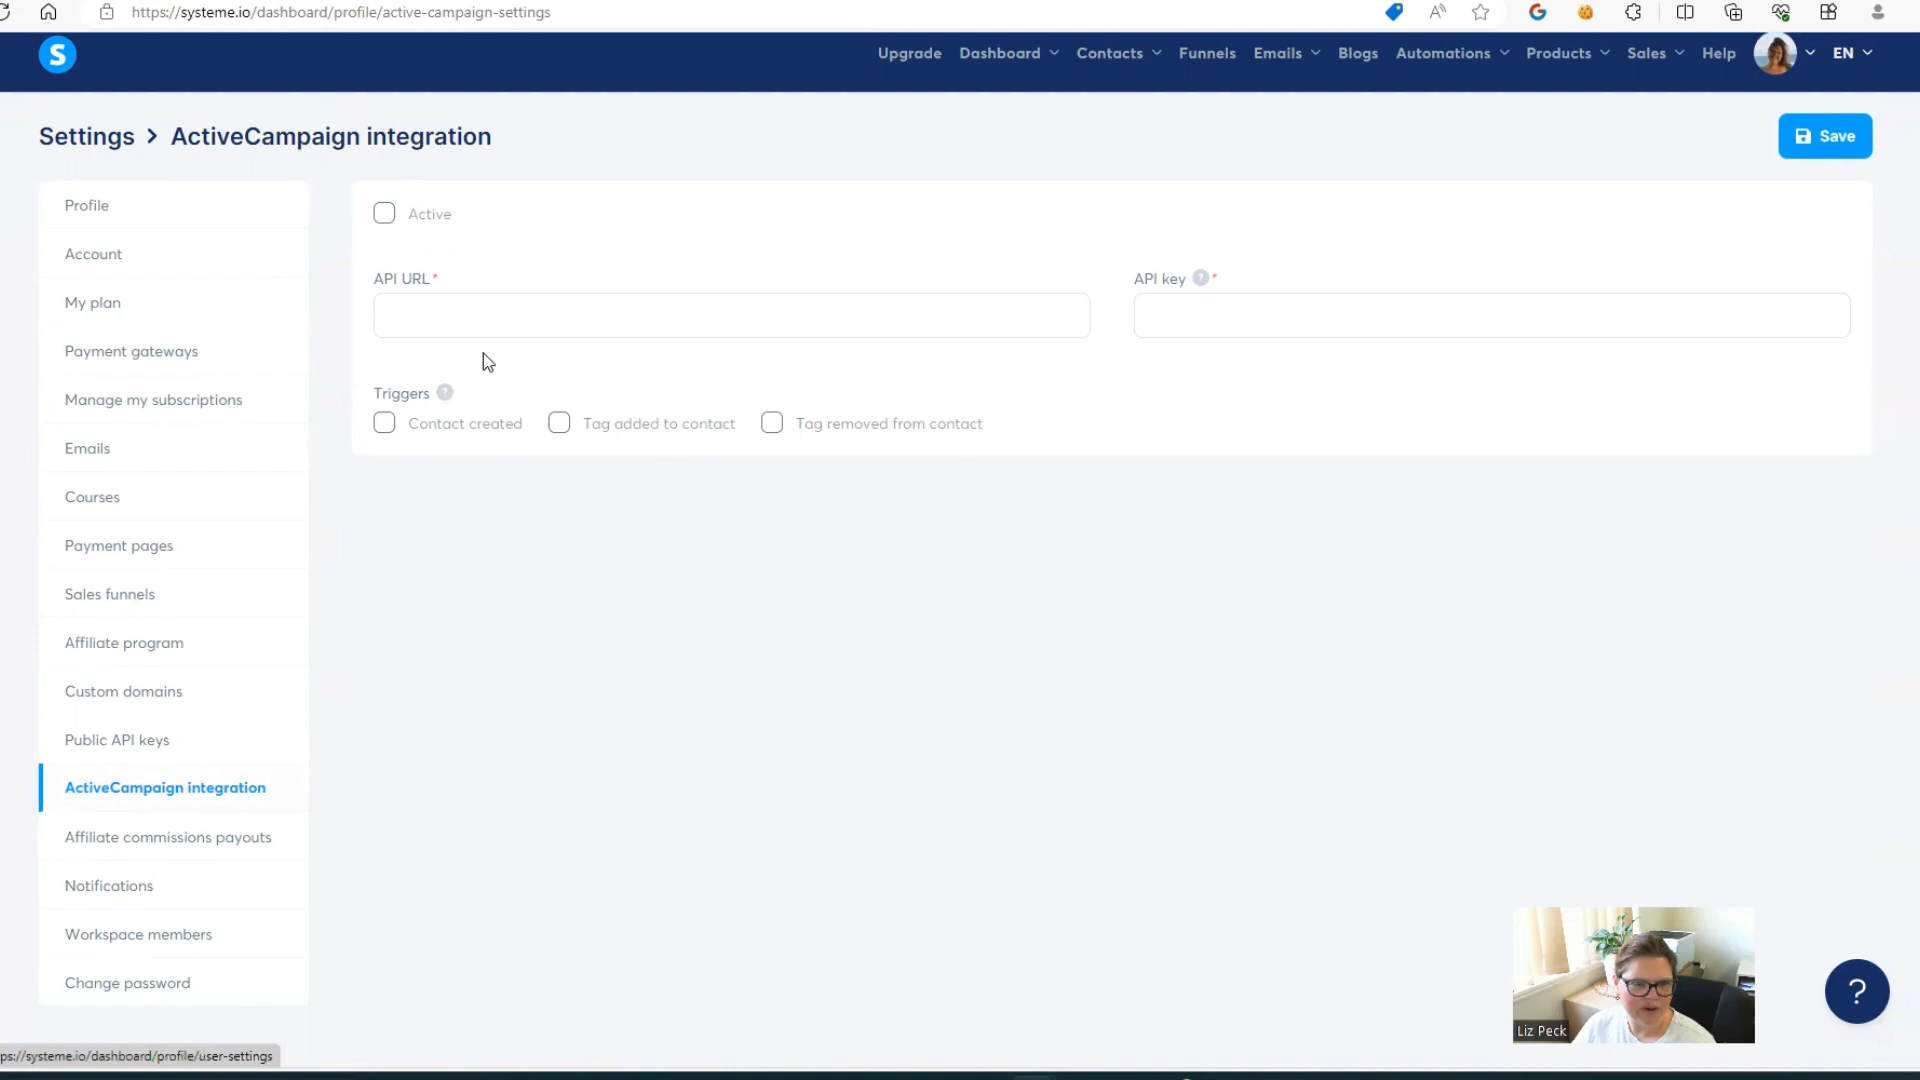 https://systeme.io/dashboard/profile/active-campaign-settings
S
Upgrade Dashboard Contacts Funnels Emails Blogs Automations Products Sales Help EN
Settings > ActiveCampaign integration
Save
Profile
Account
My plan
Payment gateways
Manage my subscriptions
Emails
Courses
Payment pages
Sales funnels
Affiliate program
Custom domains
Public API keys
ActiveCampaign integration
Affiliate commissions payouts
Notifications
Workspace members
Change password
Active
API URL*
API key ? *
Triggers ?
Contact created Tag added to contact Tag removed from contact
Liz Peck
?
ps://systeme.io/dashboard/profile/user-settings